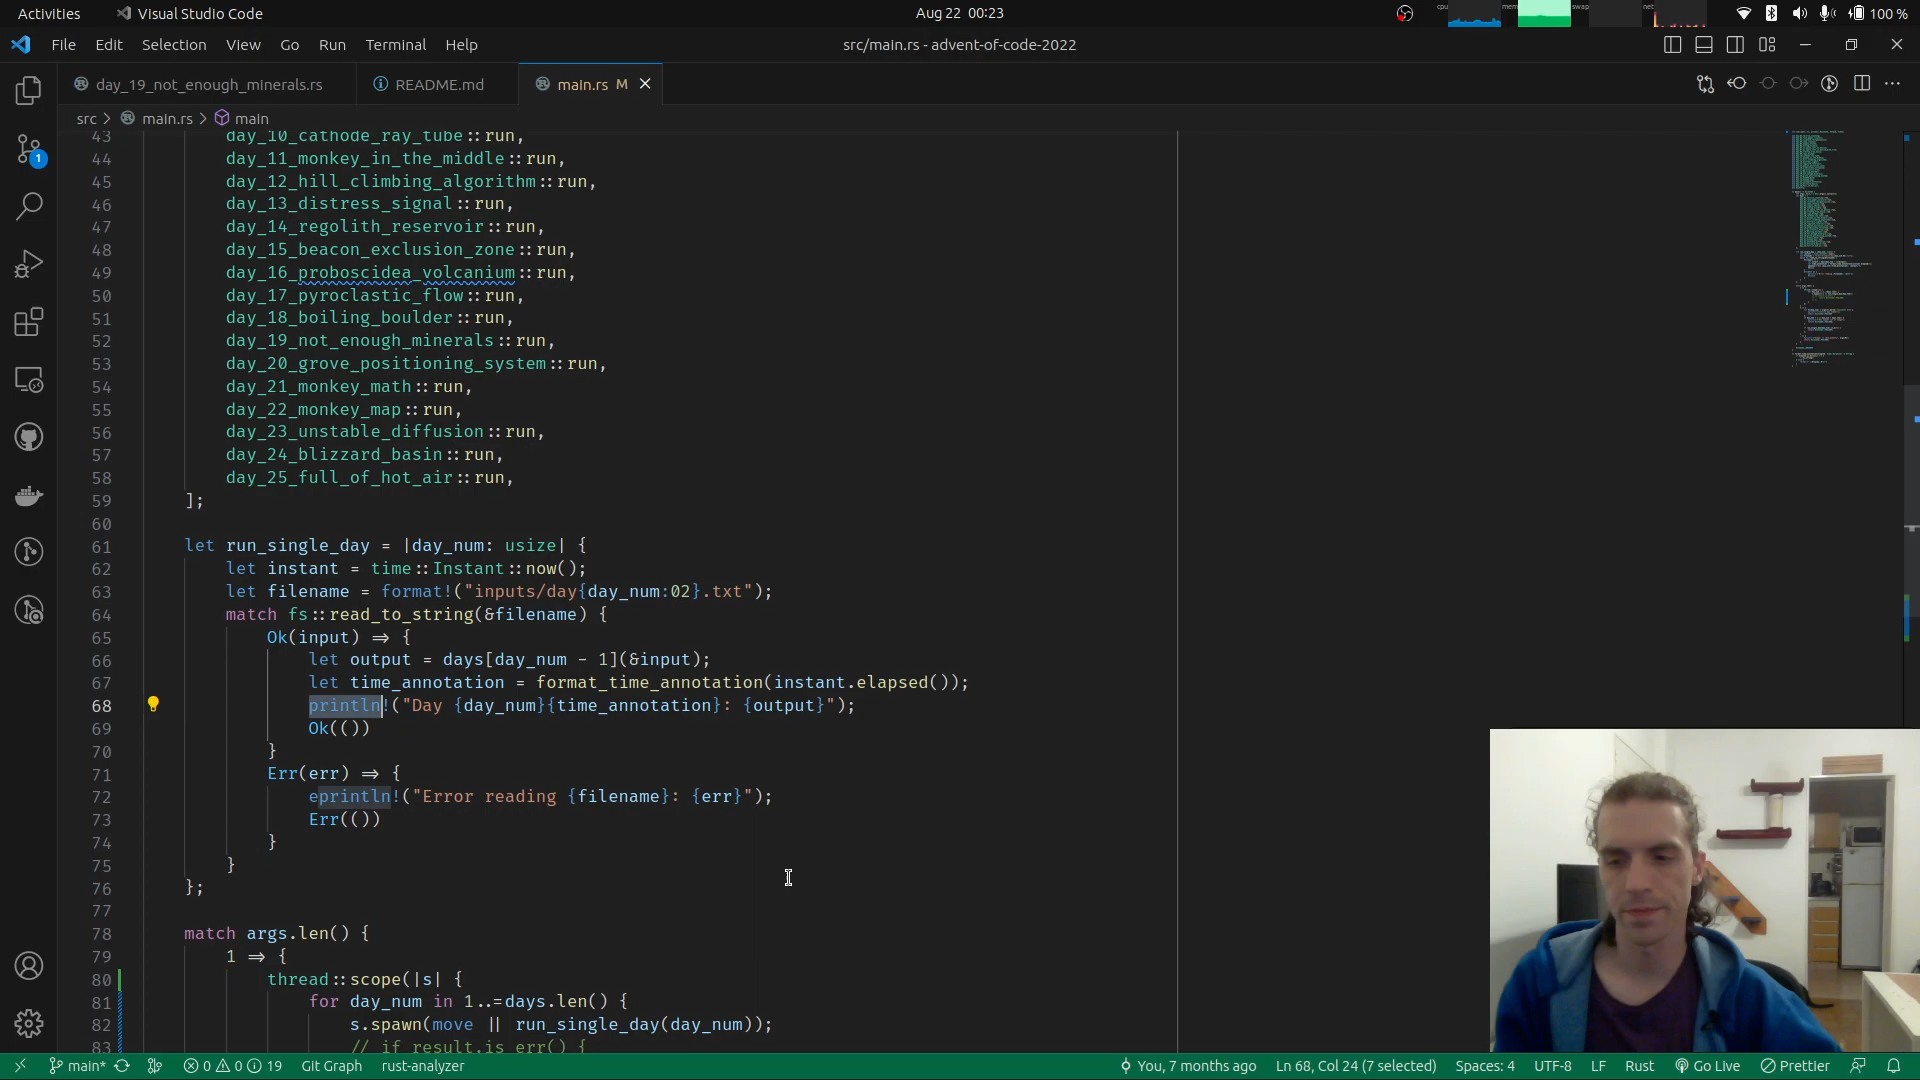 Activities Visual Studio Code Aug 22 00:23 cpu mem swap net 100 %
File Edit Selection View Go Run Terminal Help src/main.rs - advent-of-code-2022
day_19_not_enough_minerals.rs README.md main.rs M
src > main.rs > main
43 day_10_cathode_ray_tube::run,
44 day_11_monkey_in_the_middle::run,
45 day_12_hill_climbing_algorithm::run,
46 day_13_distress_signal::run,
47 day_14_regolith_reservoir::run,
48 day_15_beacon_exclusion_zone::run,
49 day_16_proboscidea_volcanium::run,
50 day_17_pyroclastic_flow::run,
51 day_18_boiling_boulder::run,
52 day_19_not_enough_minerals::run,
53 day_20_grove_positioning_system::run,
54 day_21_monkey_math::run,
55 day_22_monkey_map::run,
56 day_23_unstable_diffusion::run,
57 day_24_blizzard_basin::run,
58 day_25_full_of_hot_air::run,
59 ];
60
61 let run_single_day = |day_num: usize| {
62 let instant = time::Instant::now();
63 let filename = format!("inputs/day{day_num:02}.txt");
64 match fs::read_to_string(&filename) {
65 Ok(input) => {
66 let output = days[day_num - 1](&input);
67 let time_annotation = format_time_annotation(instant.elapsed());
68 println!("Day {day_num}{time_annotation}: {output}");
69 Ok(())
70 }
71 Err(err) => {
72 eprintln!("Error reading {filename}: {err}");
73 Err(())
74 }
75 }
76 };
77
78 match args.len() {
79 1 => {
80 thread::scope(|s| {
81 for day_num in 1..=days.len() {
82 s.spawn(move || run_single_day(day_num));
83 // if result.is_err() {
1
main* 0 0 19 Git Graph rust-analyzer You, 7 months ago Ln 68, Col 24 (7 selected) Spaces: 4 UTF-8 LF Rust Go Live Prettier